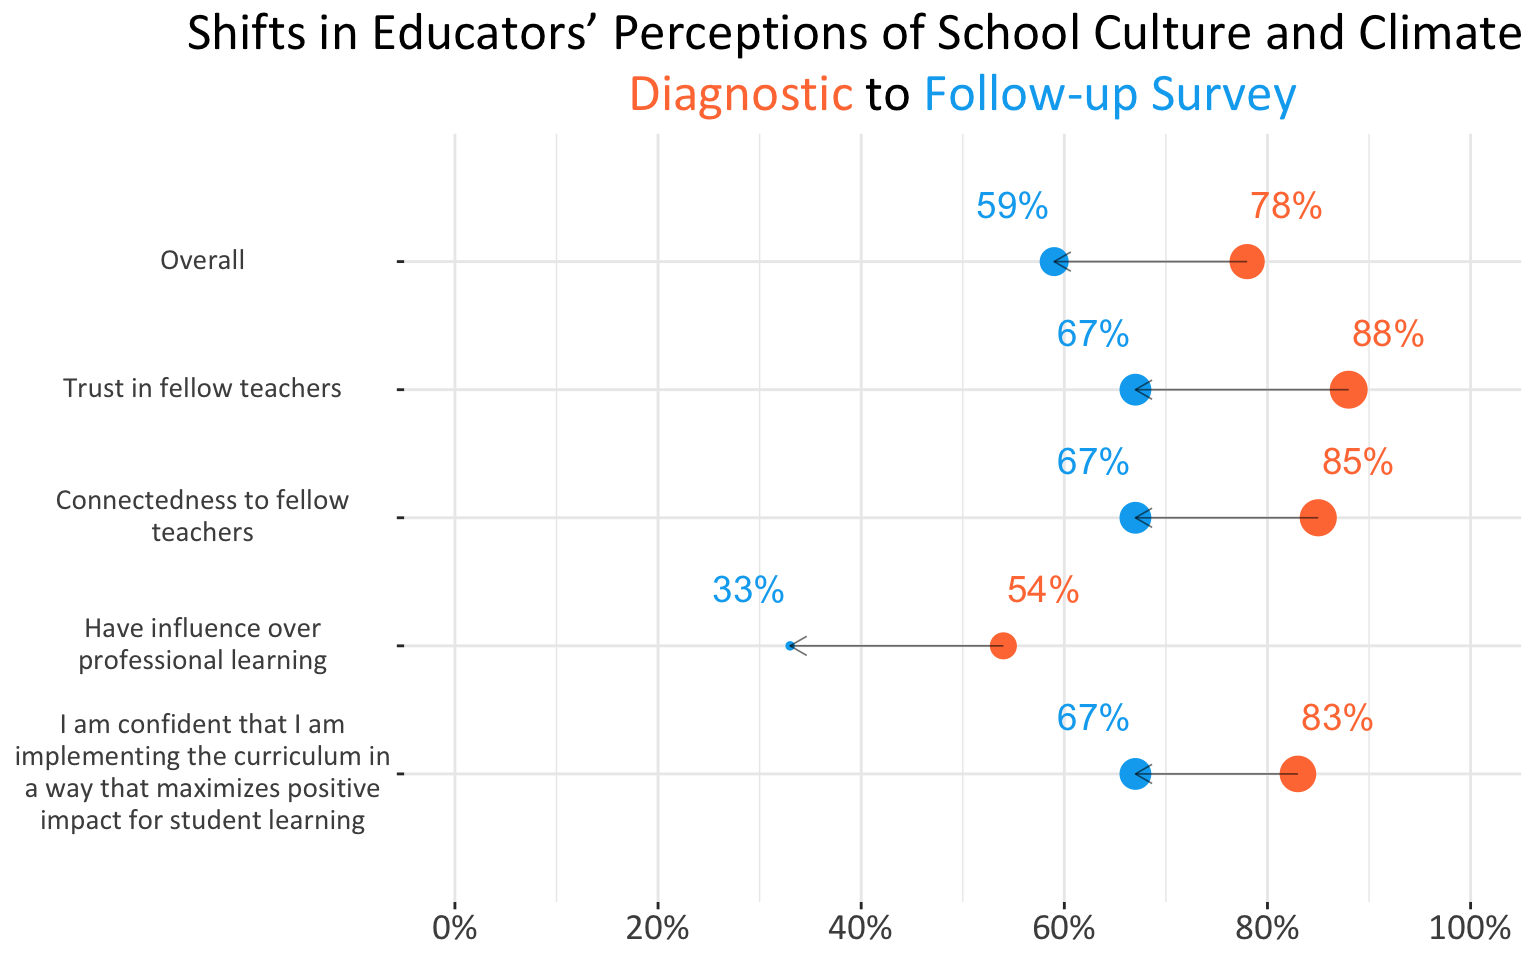 Shifts in Educators’ Perceptions of School Culture and Climate
Diagnostic to Follow-up Survey
59% 78%
Overall
67% 88%
Trust in fellow teachers
67% 85%
Connectedness to fellow
teachers
33% 54%
Have influence over
professional learning
67% 83%
I am confident that I am
implementing the curriculum in
a way that maximizes positive
impact for student learning
0% 20% 40% 60% 80% 100%